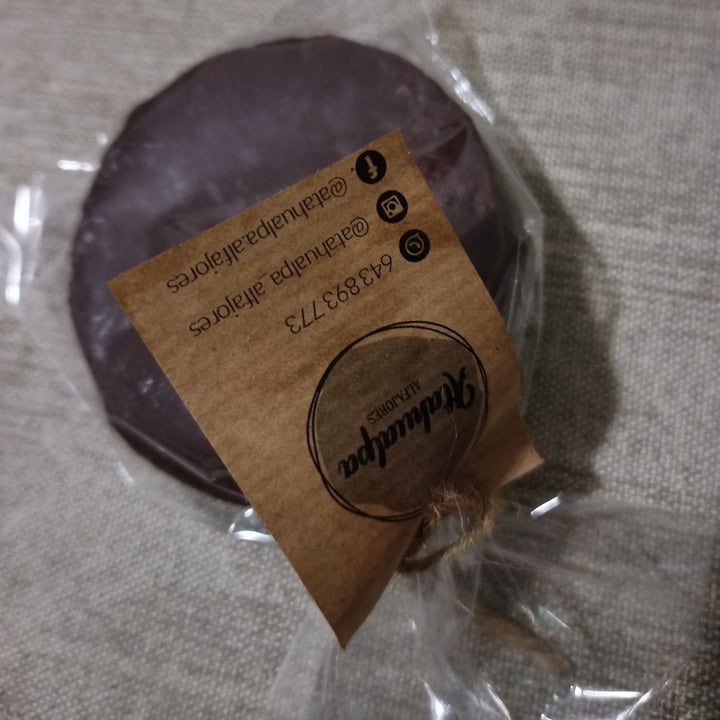 Atahualpa
ALFAJORES
643 893 773
@atahualpa_alfajores
@atahualpa.alfajores